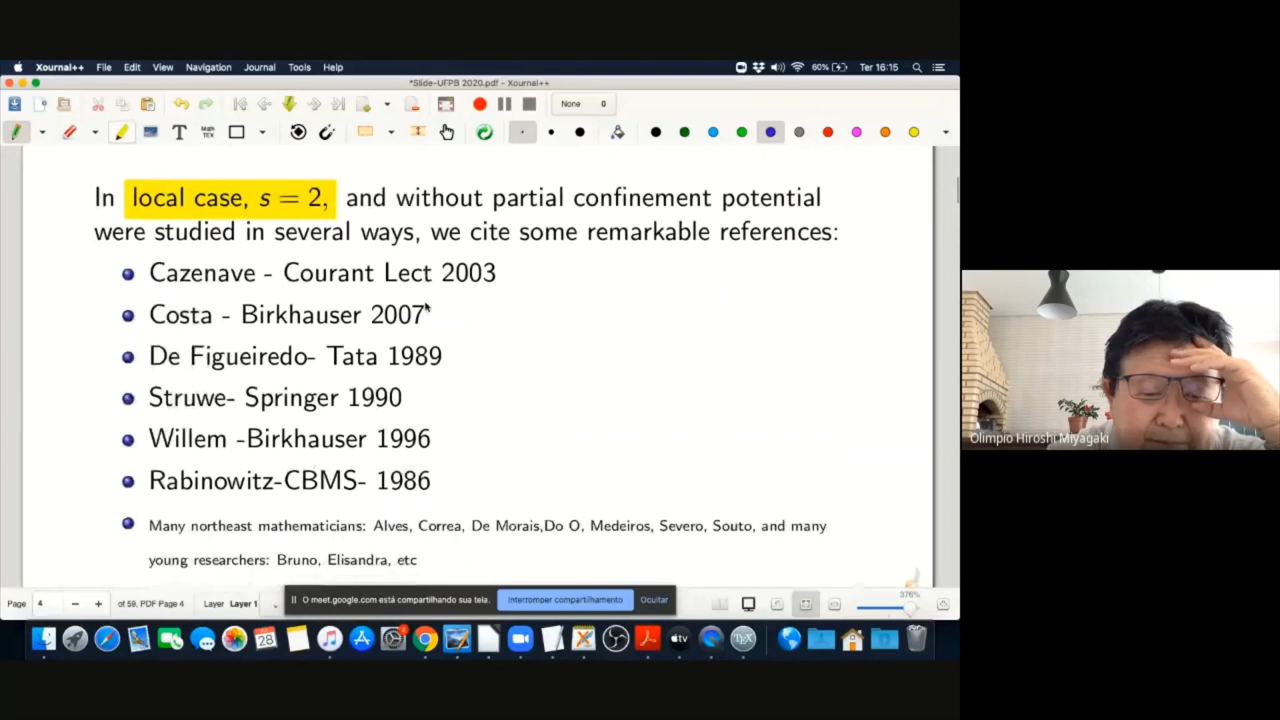 Xournal++ File Edit View Navigation Journal Tools Help
60% Ter 16:15
*Slide-UFPB 2020.pdf - Xournal++
None 0
Math
TEX
In local case, s = 2, and without partial confinement potential
were studied in several ways, we cite some remarkable references:
Cazenave - Courant Lect 2003
Costa - Birkhauser 2007
De Figueiredo- Tata 1989
Struwe- Springer 1990
Willem -Birkhauser 1996
Rabinowitz-CBMS- 1986
Many northeast mathematicians: Alves, Correa, De Morais,Do O, Medeiros, Severo, Souto, and many
young researchers: Bruno, Elisandra, etc
Olimpio Hiroshi Miyagaki
Page 4 of 59, PDF Page 4 Layer Layer 1
O meet.google.com está compartilhando sua tela. Interromper compartilhamento Ocultar
376%
28
tv
TEX